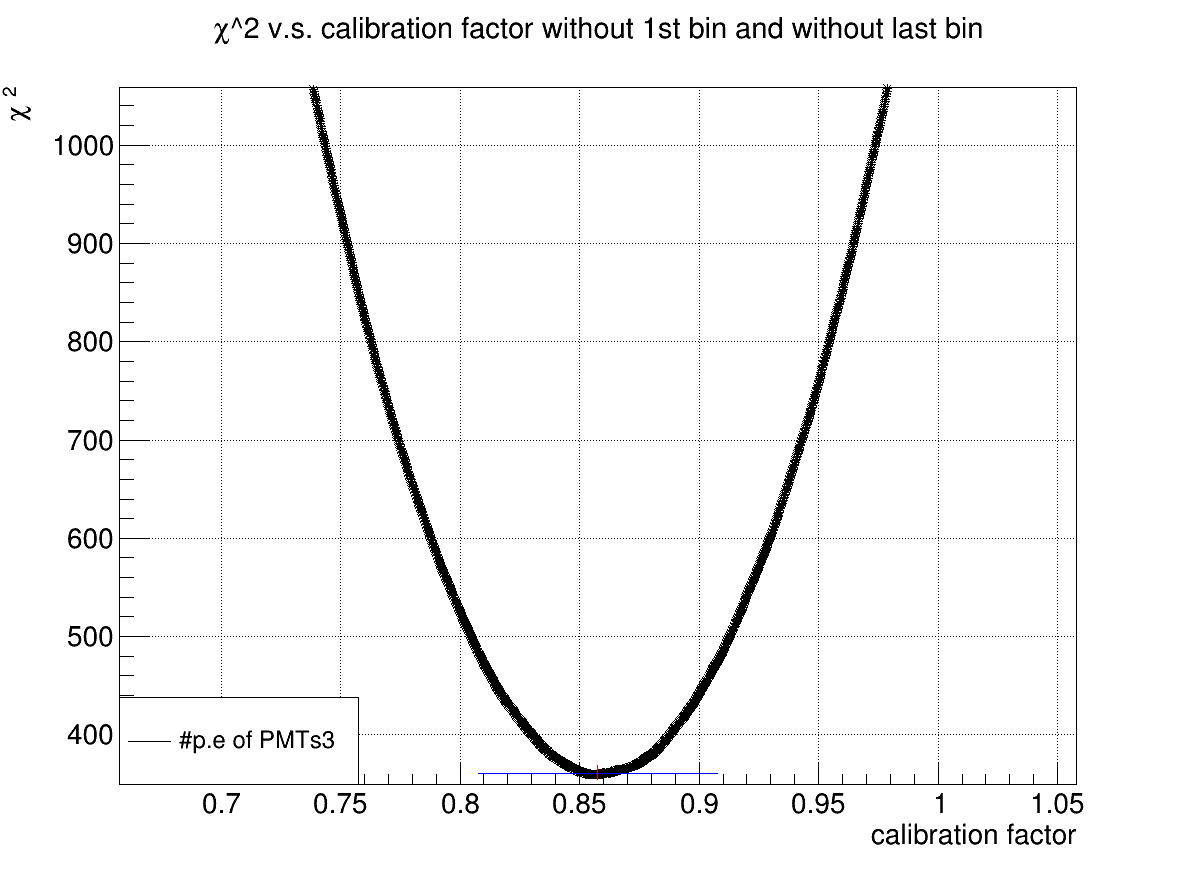 χ^2 v.s. calibration factor without 1st bin and without last bin
χ 2
1000
900
800
700
600
500
400
#p.e of PMTs3
0.7 0.75 0.8 0.85 0.9 0.95 1 1.05
calibration factor